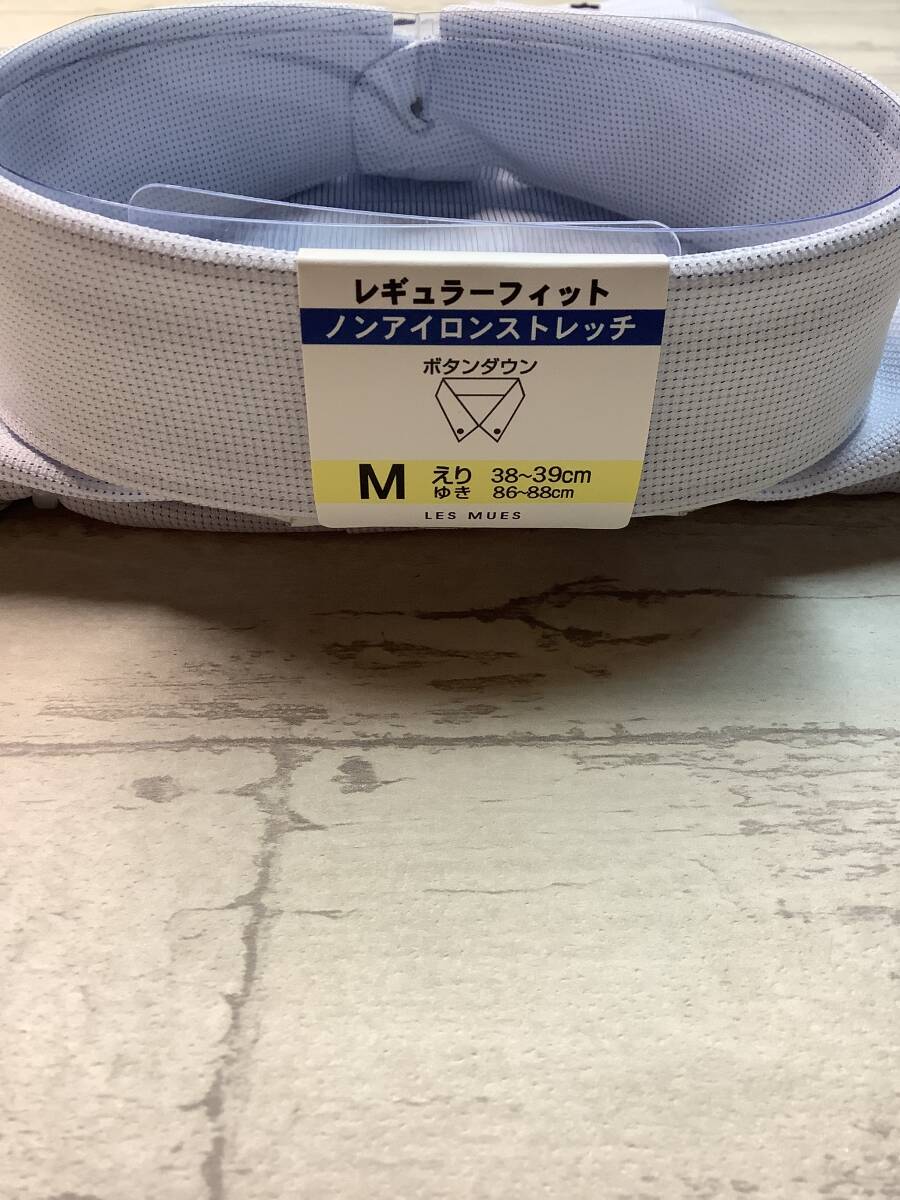 レギュラーフィット
ノンアイロンストレッチ
ボタンダウン
M えり 38~39cm
ゆき 86~88cm
LES MUES